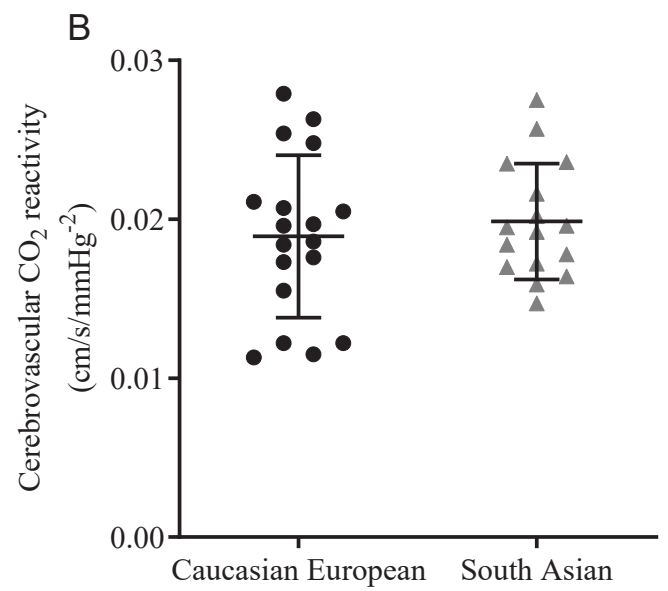 B
Cerebrovascular CO2 reactivity
(cm/s/mmHg-2)
0.03
0.02
0.01
0.00
Caucasian European South Asian